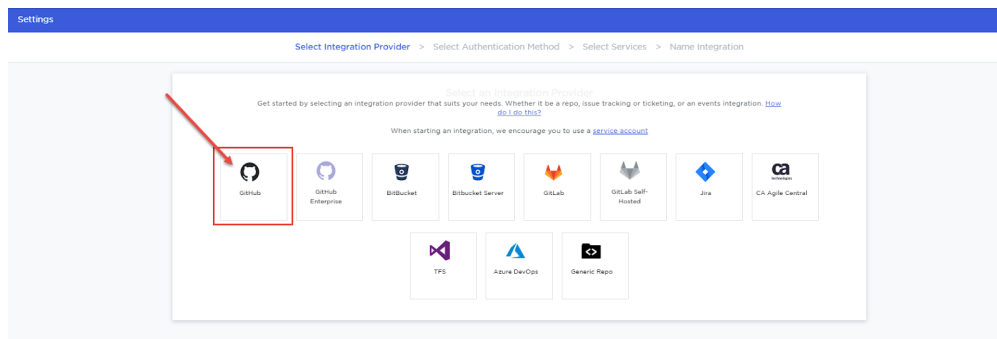 Settings
Select Integration Provider > Select Authentication Method > Select Services > Name Integration
Select an Integration Provider
Get started by selecting an integration provider that suits your needs. Whether it be a repo, issue tracking or ticketing, or an events integration. How
do I do this?
When starting an integration, we encourage you to use a service account
GitHub
GitHub
Enterprise
BitBucket
Bitbucket Server
GitLab
GitLab Self-
Hosted
Jira
ca
technologies
CA Agile Central
TFS
Azure DevOps
Generic Repo